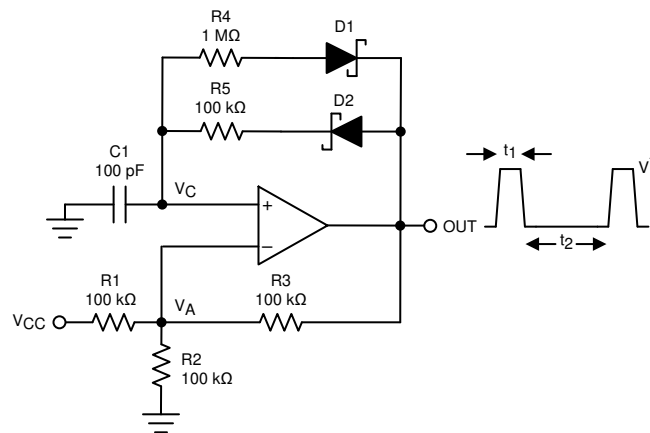 R4
1 MΩ
D1
R5
100 kΩ
D2
C1
100 pF
VC
+
−
OUT
t1
V
t2
R1
100 kΩ
VCC
VA
R3
100 kΩ
R2
100 kΩ